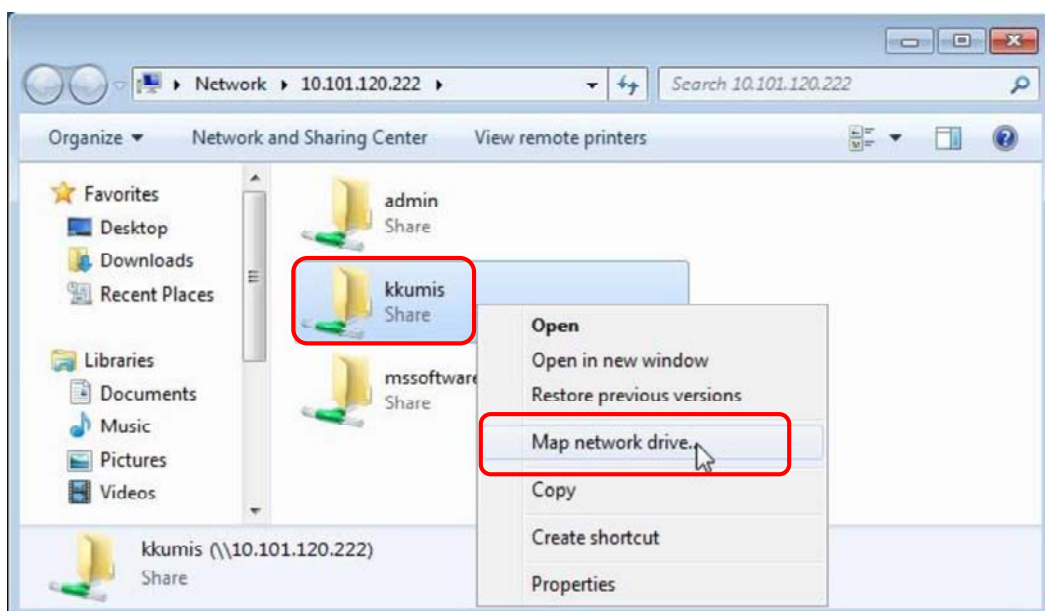 Network ▸ 10.101.120.222 ▸
Search 10.101.120.222
Organize ▼ Network and Sharing Center View remote printers
Favorites
Desktop
Downloads
Recent Places
Libraries
Documents
Music
Pictures
Videos
admin
Share
kkumis
Share
mssoftware
Share
Open
Open in new window
Restore previous versions
Map network drive...
Copy
Create shortcut
Properties
kkumis (\\10.101.120.222)
Share